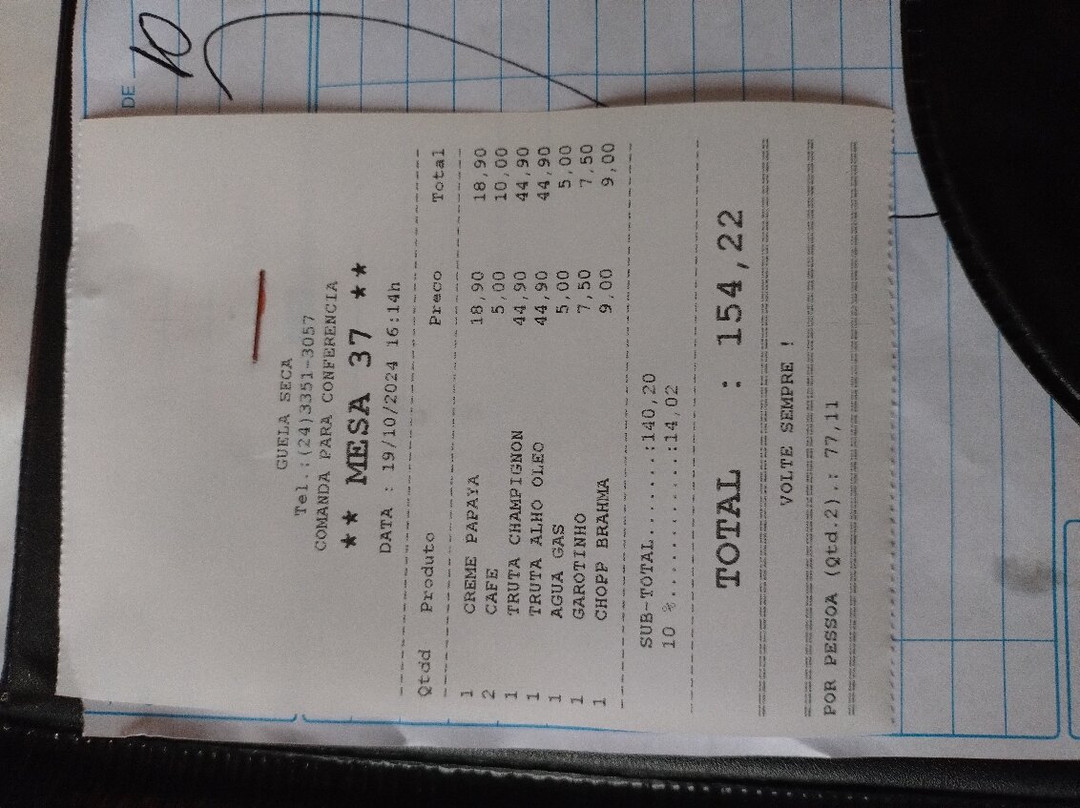 DE 10
GUELA SECA
Tel.:(24)3351-3057
COMANDA PARA CONFERENCIA
** MESA 37 **
DATA : 19/10/2024 16:14h
Qtdd Produto Preco Total
1 CREME PAPAYA 18,90 18,90
2 CAFE 5,00 10,00
1 TRUTA CHAMPIGNON 44,90 44,90
1 TRUTA ALHO OLEO 44,90 44,90
1 AGUA GAS 5,00 5,00
1 GAROTINHO 7,50 7,50
1 CHOPP BRAHMA 9,00 9,00
SUB-TOTAL.......:140,20
10 %............:14,02
TOTAL : 154,22
VOLTE SEMPRE !
POR PESSOA (Qtd.2).: 77,11